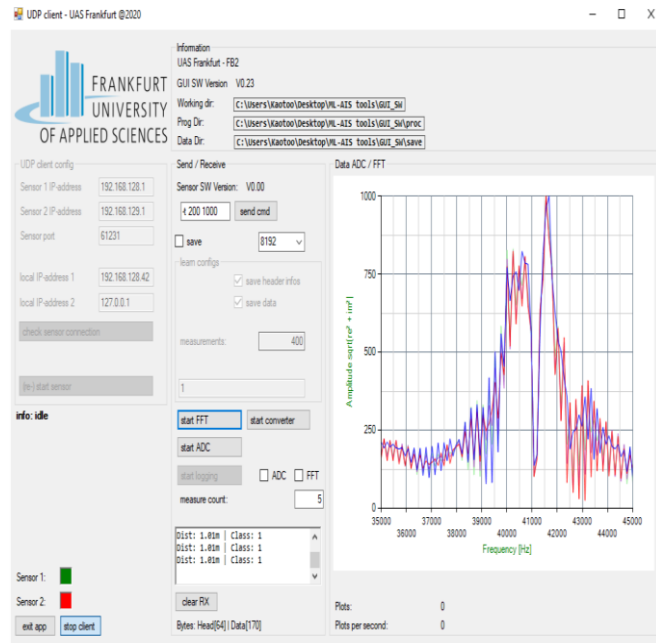 UDP client - UAS Frankfurt @2020
FRANKFURT
UNIVERSITY
OF APPLIED SCIENCES
Information
UAS Frankfurt - FB2
GUI SW Version V0.23
Working dir: C:\Users\Kaotoo\Desktop\ML-AIS tools\GUI_SW
Prog Dir: C:\Users\Kaotoo\Desktop\ML-AIS tools\GUI_SW\proc
Data Dir: C:\Users\Kaotoo\Desktop\ML-AIS tools\GUI_SW\save
UDP client config
Sensor 1 IP-address 192.168.128.1
Sensor 2 IP-address 192.168.129.1
Sensor port 61231
local IP-address 1 192.168.128.42
local IP-address 2 127.0.0.1
check sensor connection
(re-) start sensor
info: idle
Sensor 1:
Sensor 2:
exit app stop client
Send / Receive
Sensor SW Version: V0.00
-t 200 1000 send cmd
save 8192
learn configs
save header infos
save data
measurements: 400
1
start FFT start converter
start ADC
start logging ADC FFT
measure count: 5
Dist: 1.01m | Class: 1
Dist: 1.01m | Class: 1
Dist: 1.01m | Class: 1
clear RX
Bytes: Head[64] | Data[170]
Data ADC / FFT
Amplitude sqrt(re² + im²)
1000
750
500
250
0
35000 37000 39000 40000 41000 43000 45000
36000 38000 40000 42000 44000
Frequency [Hz]
Plots: 0
Plots per second: 0